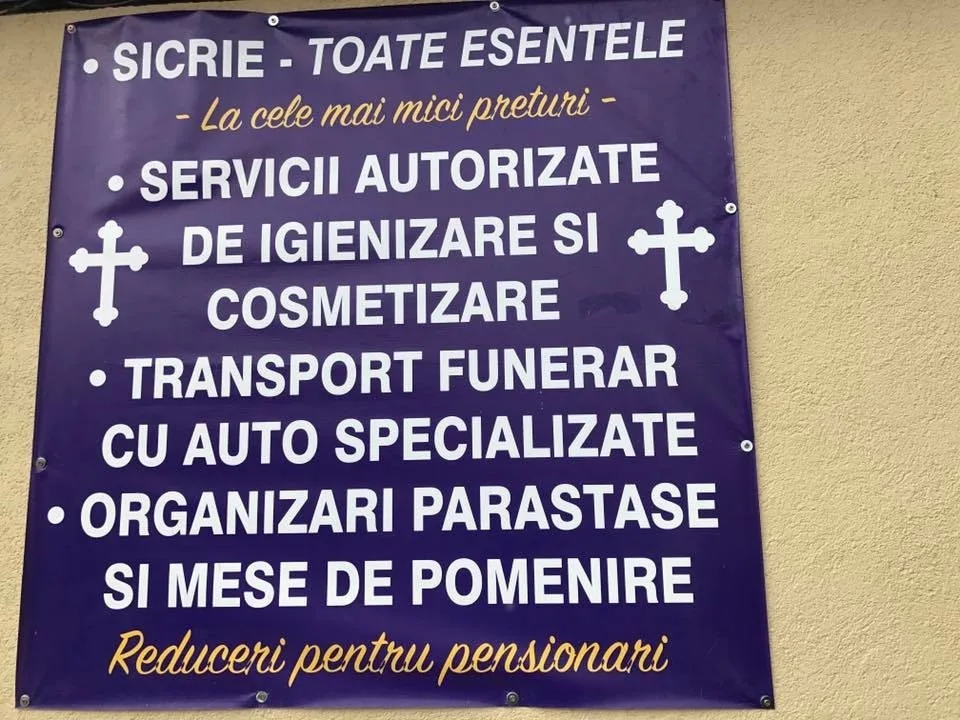 • SICRIE - TOATE ESENTELE
- La cele mai mici preturi -
• SERVICII AUTORIZATE
DE IGIENIZARE SI
COSMETIZARE
• TRANSPORT FUNERAR
CU AUTO SPECIALIZATE
• ORGANIZARI PARASTASE
SI MESE DE POMENIRE
Reduceri pentru pensionari